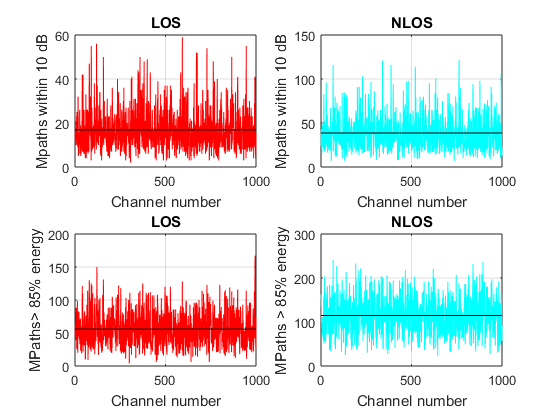 LOS
60
40
20
0
Mpaths within 10 dB
0
500
1000
Channel number
NLOS
150
100
50
0
Mpaths within 10 dB
0
500
1000
Channel number
LOS
200
150
100
50
0
MPaths> 85% energy
0
500
1000
Channel number
NLOS
300
200
100
0
MPaths > 85% energy
0
500
1000
Channel number